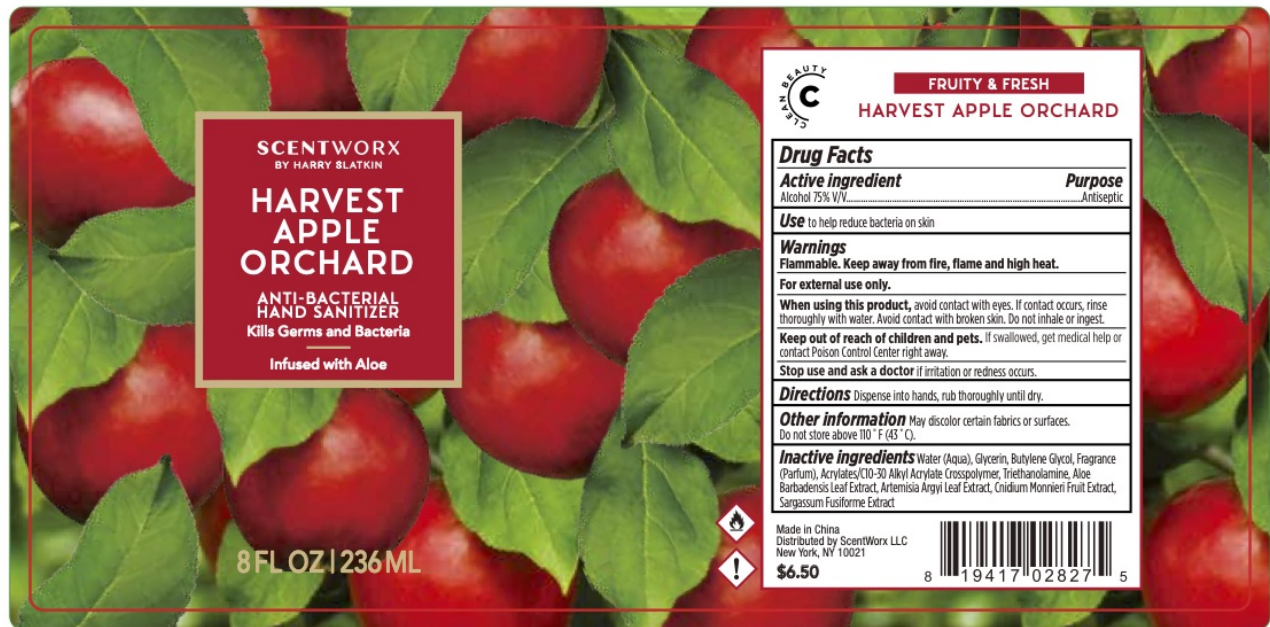 SCENTWORX
BY HARRY SLATKIN
HARVEST
APPLE
ORCHARD
ANTI-BACTERIAL
HAND SANITIZER
Kills Germs and Bacteria
Infused with Aloe
8 FL OZ | 236 ML
CLEAN BEAUTY
C
FRUITY & FRESH
HARVEST APPLE ORCHARD
Drug Facts
Active ingredient Purpose
Alcohol 75% V/V...Antiseptic
Use to help reduce bacteria on skin
Warnings
Flammable. Keep away from fire, flame and high heat.
For external use only.
When using this product, avoid contact with eyes. If contact occurs, rinse
thoroughly with water. Avoid contact with broken skin. Do not inhale or ingest.
Keep out of reach of children and pets. If swallowed, get medical help or
contact Poison Control Center right away.
Stop use and ask a doctor if irritation or redness occurs.
Directions Dispense into hands, rub thoroughly until dry.
Other information May discolor certain fabrics or surfaces.
Do not store above 110˚F (43˚C).
Inactive ingredients Water (Aqua), Glycerin, Butylene Glycol, Fragrance
(Parfum), Acrylates/C10-30 Alkyl Acrylate Crosspolymer, Triethanolamine, Aloe
Barbadensis Leaf Extract, Artemisia Argyi Leaf Extract, Cnidium Monnieri Fruit Extract,
Sargassum Fusiforme Extract
Made in China
Distributed by ScentWorx LLC
New York, NY 10021
$6.50
8 19417 02827 5